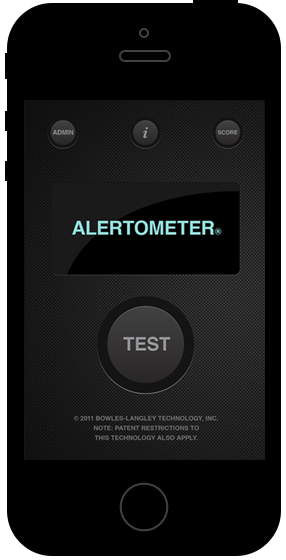 ADMIN i SCORE
ALERTOMETER®
TEST
© 2011 BOWLES-LANGLEY TECHNOLOGY, INC.
NOTE: PATENT RESTRICTIONS TO
THIS TECHNOLOGY ALSO APPLY.